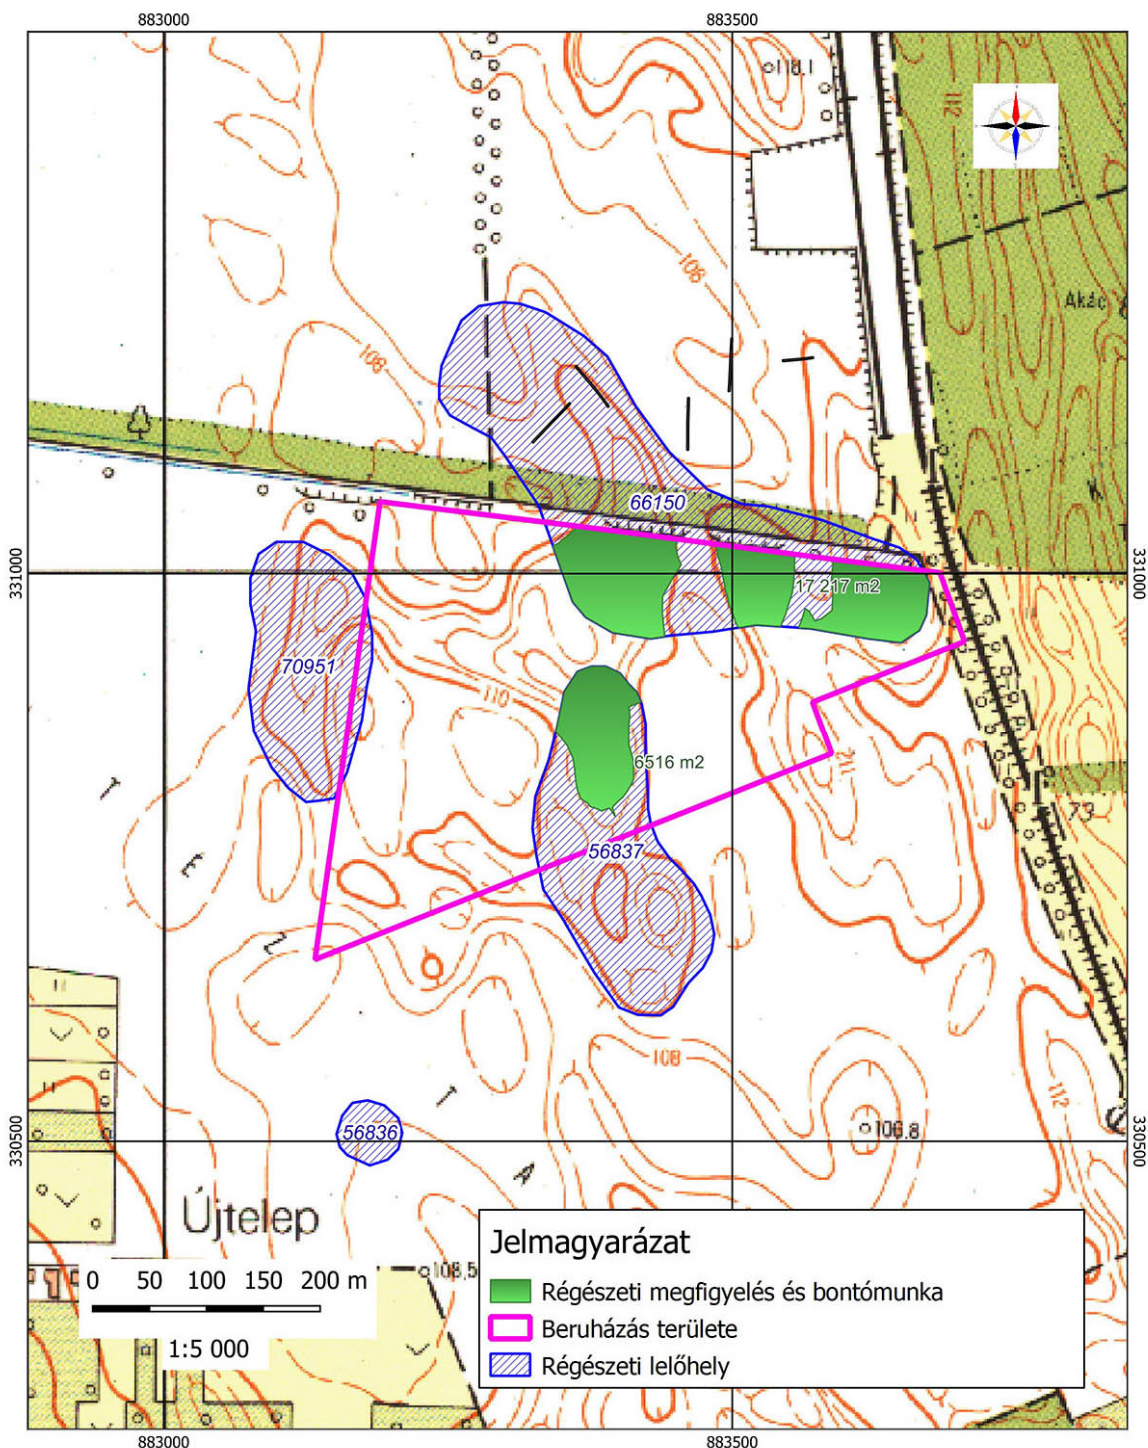 883000
883500
118.1
112
108
Akác
108
66150
331000
331000
17 217 m2
70951
110
6516 m2
112
T
73
56837
E
Z
108
112
T
56836
106.8
330500
330500
A
Újtelep
Jelmagyarázat
0 50 100 150 200 m
108.5
Régészeti megfigyelés és bontómunka
Beruházás területe
1:5 000
Régészeti lelőhely
883000
883500